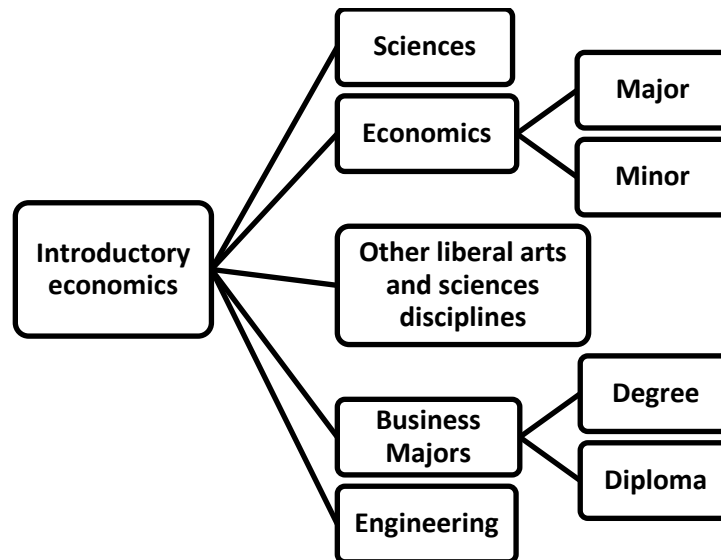 Sciences
Economics
Major
Minor
Introductory
economics
Other liberal arts
and sciences
disciplines
Business
Majors
Degree
Diploma
Engineering